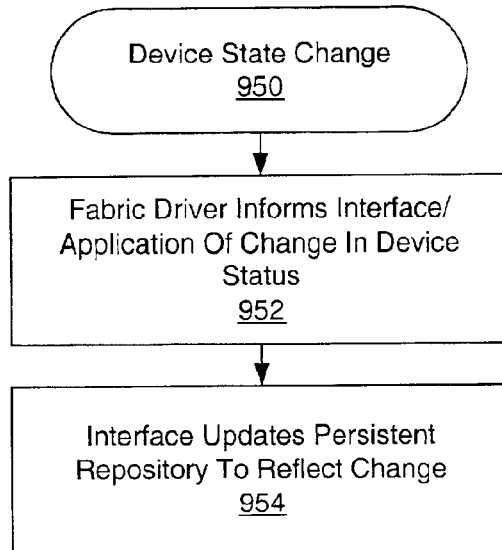 Device State Change
950
Fabric Driver Informs Interface/
Application Of Change In Device
Status
952
Interface Updates Persistent
Repository To Reflect Change
954